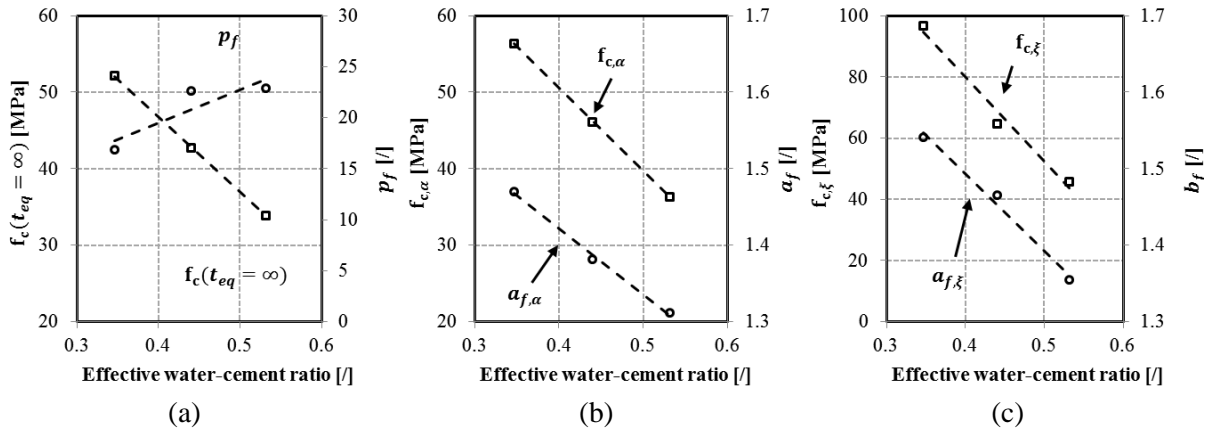 60
50
40
30
20
f_c(t_eq = ∞) [MPa]
p_f
f_c(t_eq = ∞)
30
25
20
15
10
5
0
p_f [/]
0.3 0.4 0.5 0.6
Effective water-cement ratio [/]
(a)
60
50
40
30
20
f_c,α [MPa]
f_c,α
a_f,α
1.7
1.6
1.5
1.4
1.3
a_f [/]
0.3 0.4 0.5 0.6
Effective water-cement ratio [/]
(b)
100
80
60
40
20
0
f_c,ξ [MPa]
f_c,ξ
a_f,ξ
1.7
1.6
1.5
1.4
1.3
b_f [/]
0.3 0.4 0.5 0.6
Effective water-cement ratio [/]
(c)